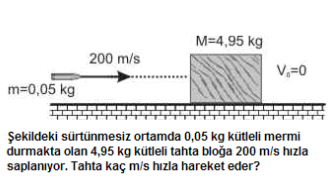 M=4,95 kg
200 m/s
V₀=0
m=0,05 kg
Şekildeki sürtünmesiz ortamda 0,05 kg kütleli mermi
durmakta olan 4,95 kg kütleli tahta bloğa 200 m/s hızla
saplanıyor. Tahta kaç m/s hızla hareket eder?